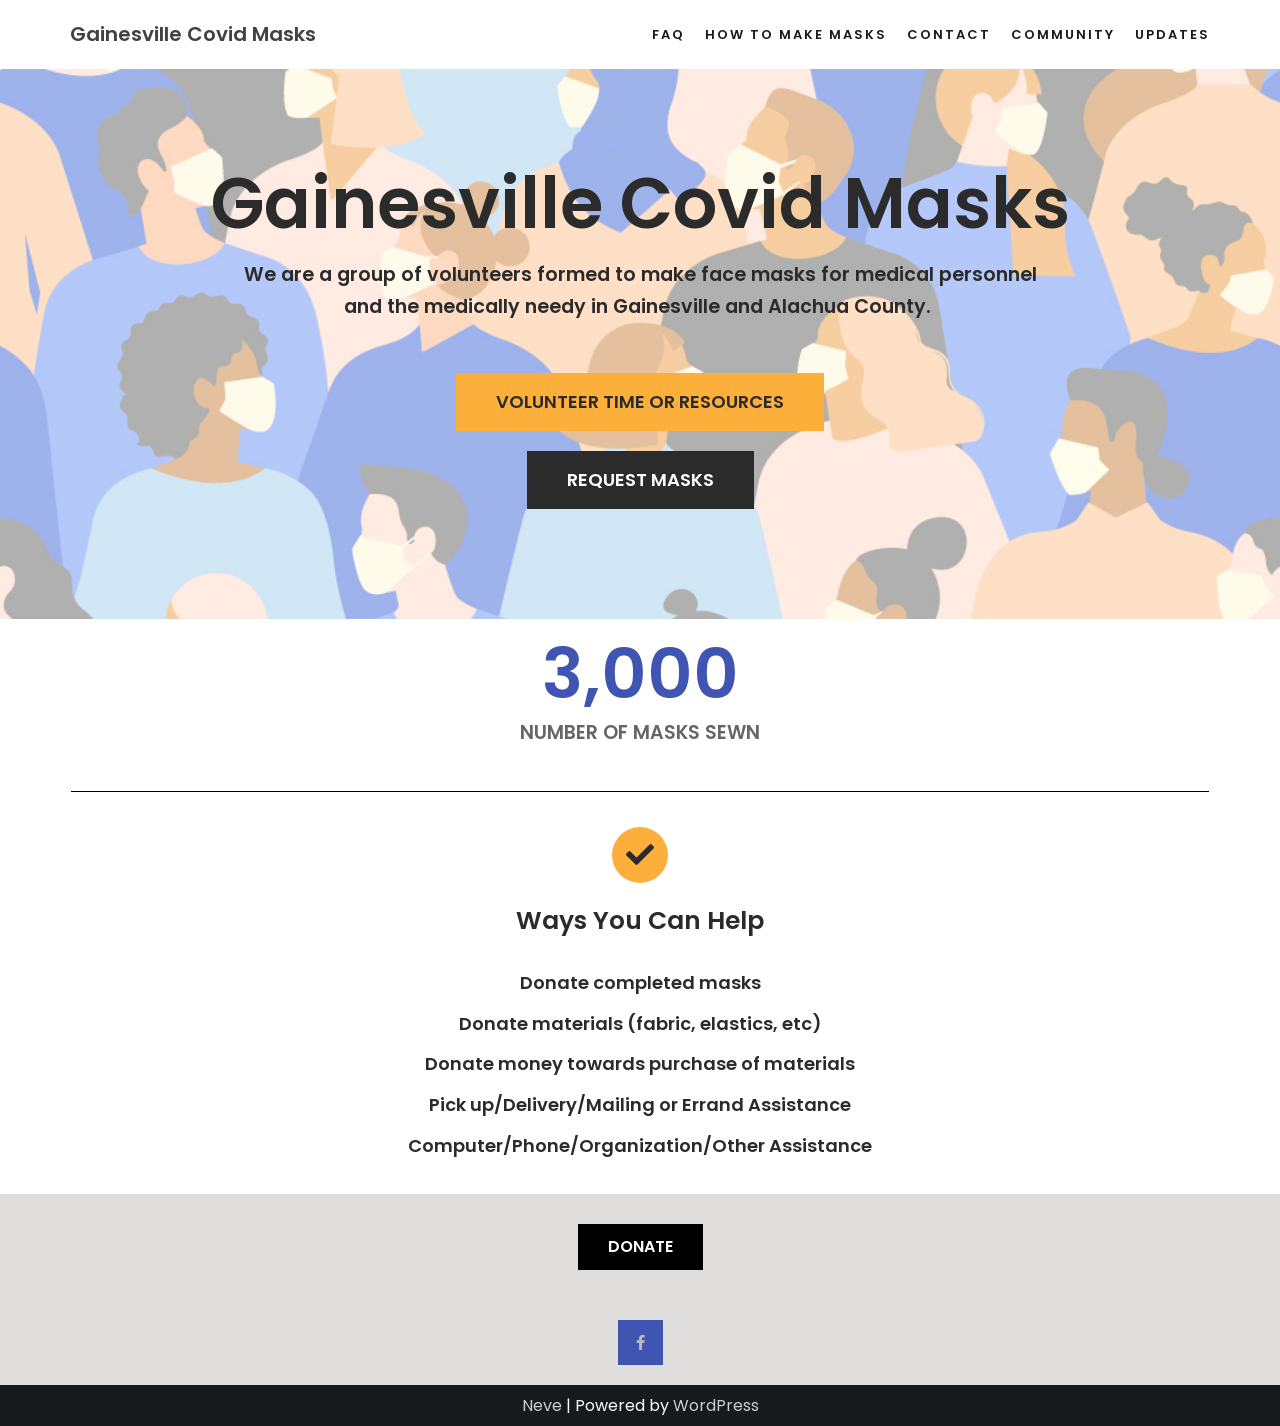 Gainesville Covid Masks
FAQ HOW TO MAKE MASKS CONTACT COMMUNITY UPDATES
Gainesville Covid Masks
We are a group of volunteers formed to make face masks for medical personnel
and the medically needy in Gainesville and Alachua County.
VOLUNTEER TIME OR RESOURCES
REQUEST MASKS
3,000
NUMBER OF MASKS SEWN
Ways You Can Help
Donate completed masks
Donate materials (fabric, elastics, etc)
Donate money towards purchase of materials
Pick up/Delivery/Mailing or Errand Assistance
Computer/Phone/Organization/Other Assistance
DONATE
Neve | Powered by WordPress